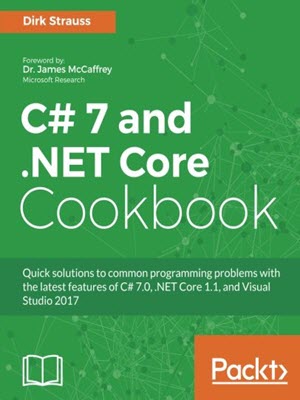 Dirk Strauss
Foreword by:
Dr. James McCaffrey
Microsoft Research
C# 7 and
.NET Core
Cookbook
Quick solutions to common programming problems with
the latest features of C# 7.0, .NET Core 1.1, and Visual
Studio 2017
Packt>